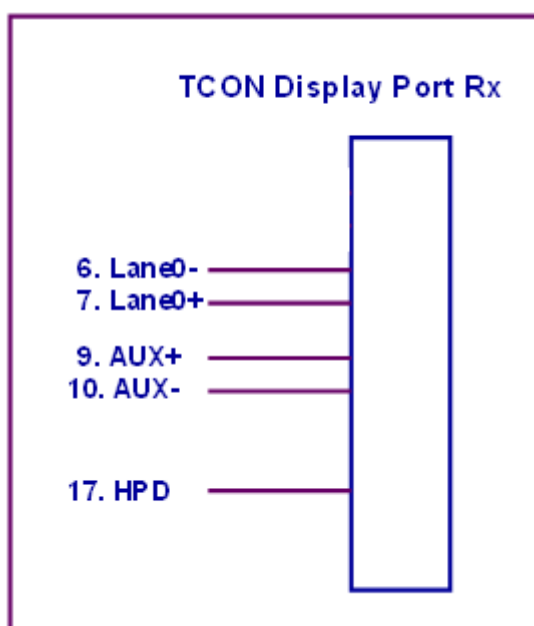 TCON Display Port Rx
6. Lane0-
7. Lane0+
9. AUX+
10. AUX-
17. HPD